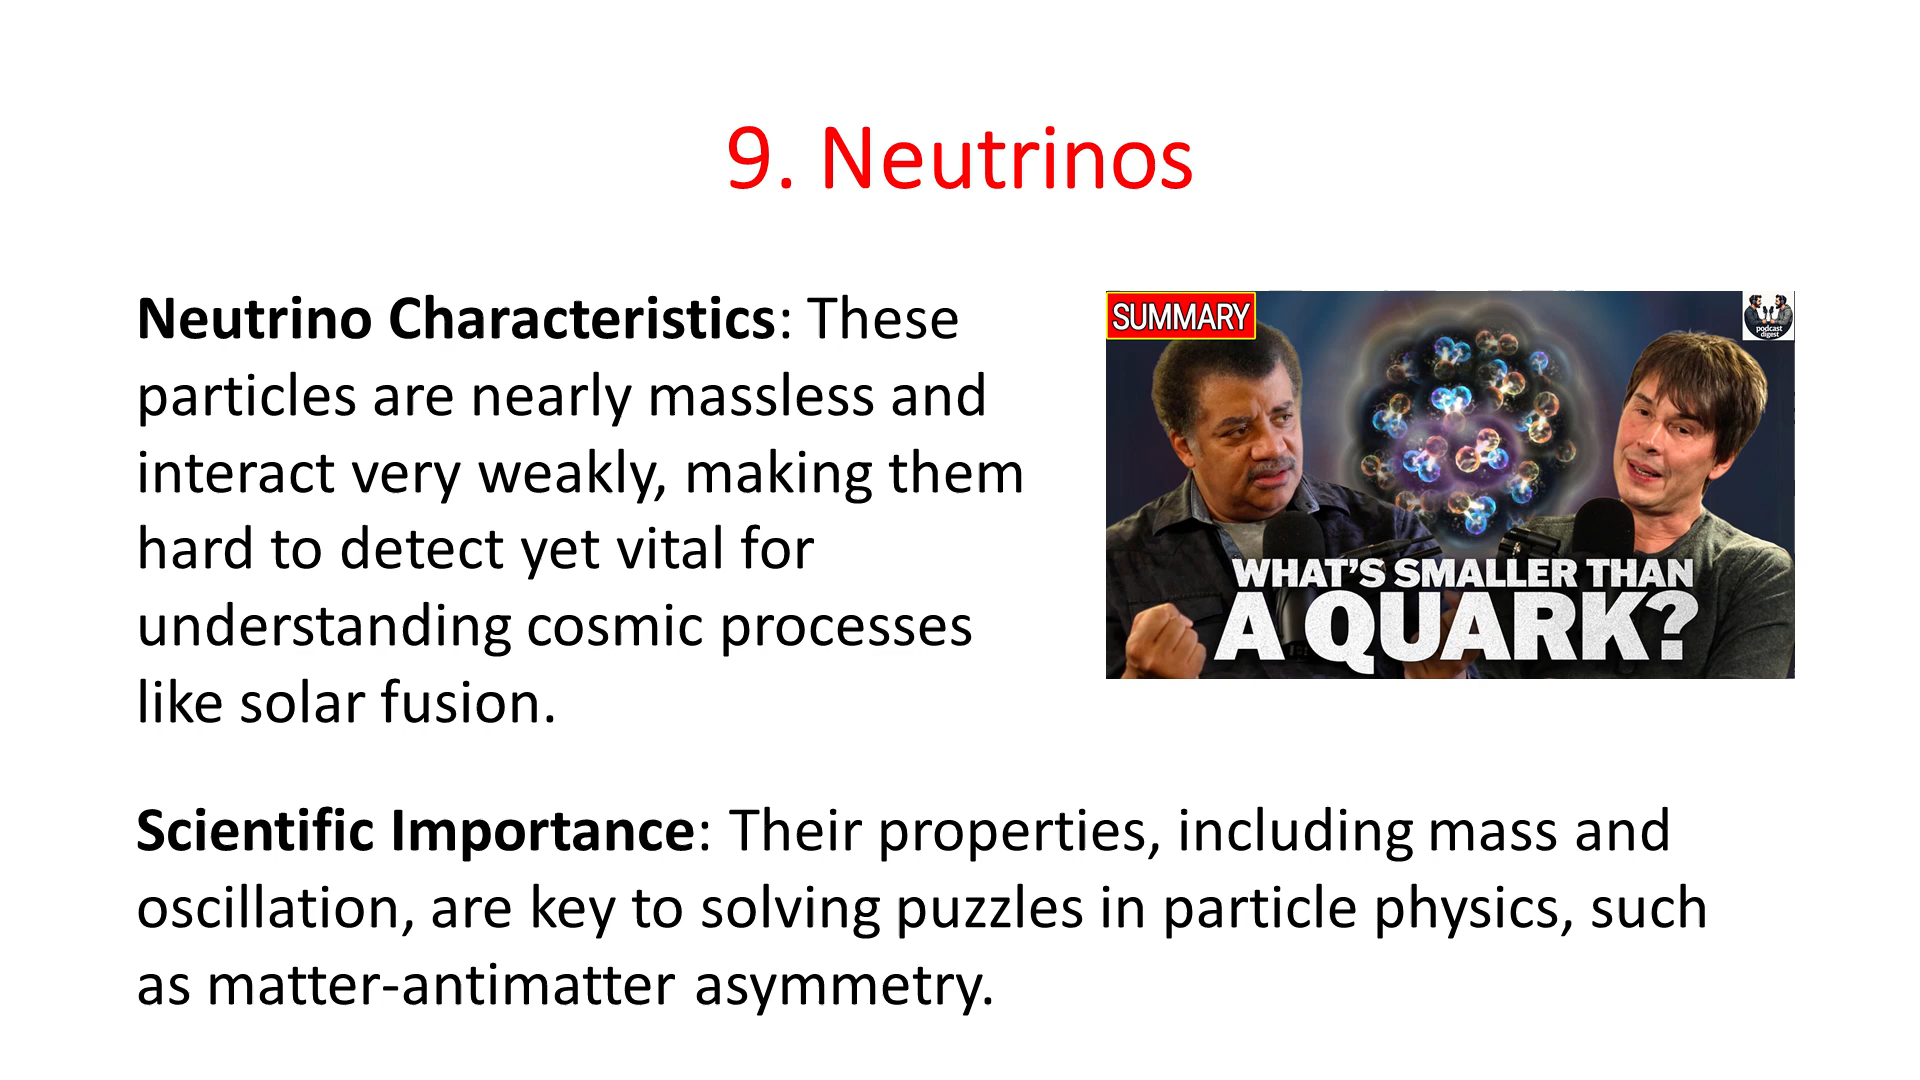 9. Neutrinos
Neutrino Characteristics: These
particles are nearly massless and
interact very weakly, making them
hard to detect yet vital for
understanding cosmic processes
like solar fusion.
SUMMARY
podcast
digest
WHAT'S SMALLER THAN
A QUARK?
Scientific Importance: Their properties, including mass and
oscillation, are key to solving puzzles in particle physics, such
as matter-antimatter asymmetry.